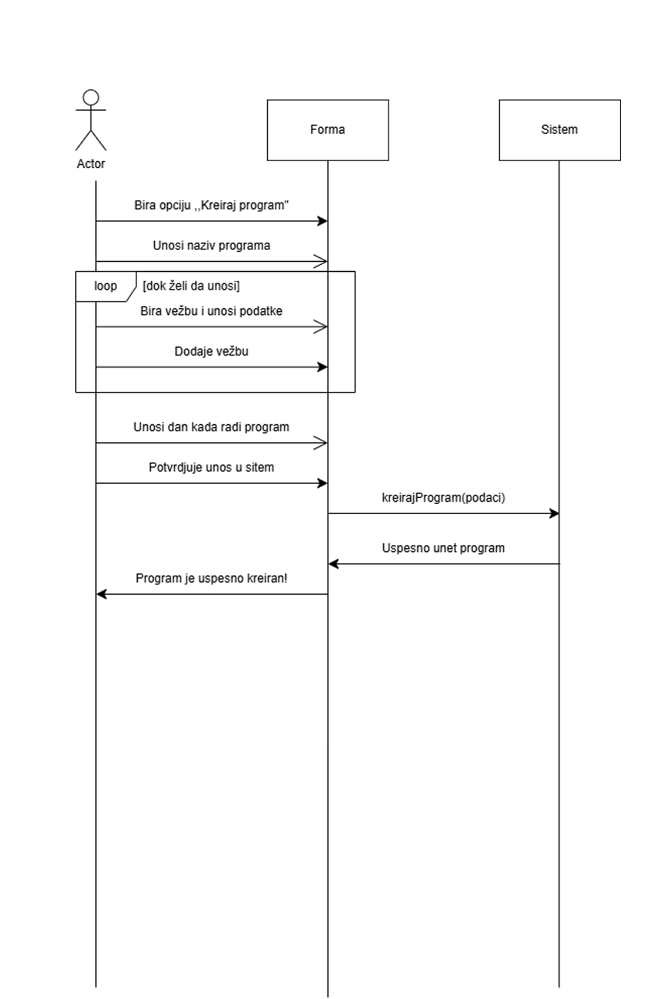 Forma
Sistem
Actor
Bira opciju ,,Kreiraj program"
Unosi naziv programa
loop
[dok želi da unosi]
Bira vežbu i unosi podatke
Dodaje vežbu
Unosi dan kada radi program
Potvrdjuje unos u sitem
kreirajProgram(podaci)
Uspesno unet program
Program je uspesno kreiran!